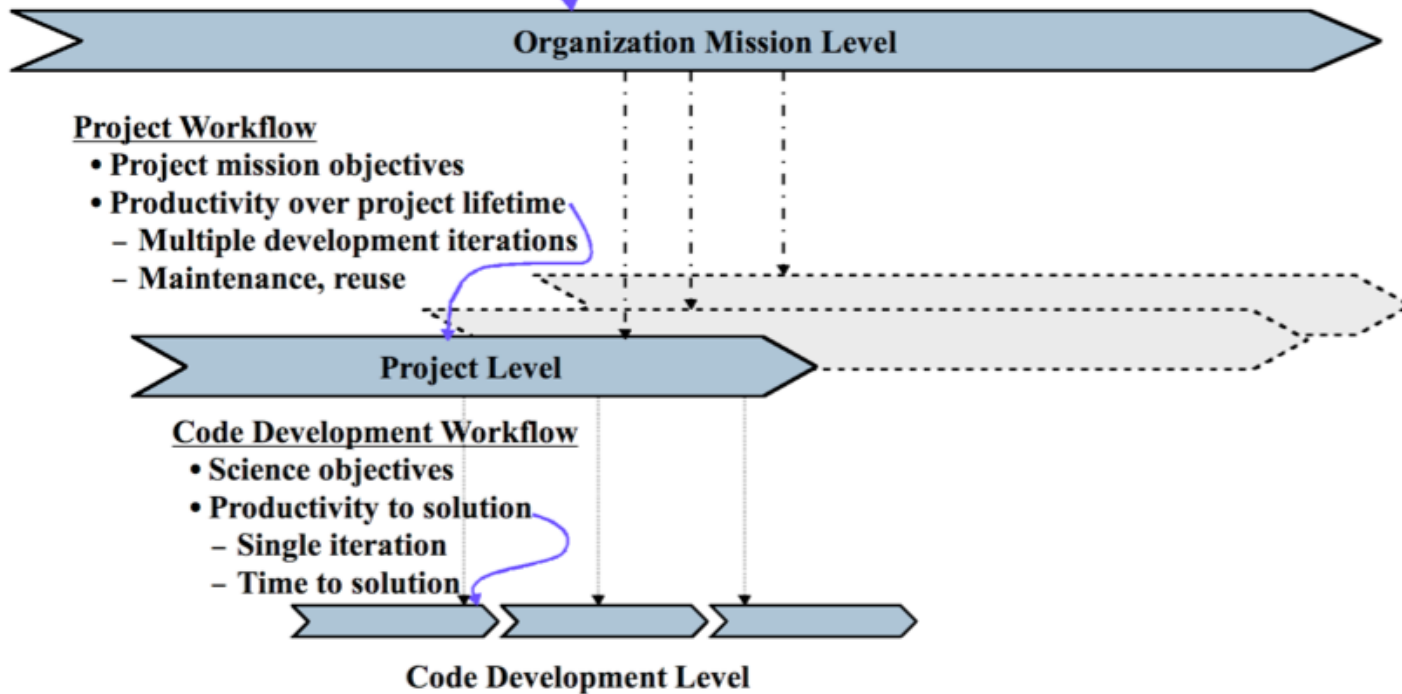 Organization Mission Level
Project Workflow
• Project mission objectives
• Productivity over project lifetime
– Multiple development iterations
– Maintenance, reuse
Project Level
Code Development Workflow
• Science objectives
• Productivity to solution
– Single iteration
– Time to solution
Code Development Level